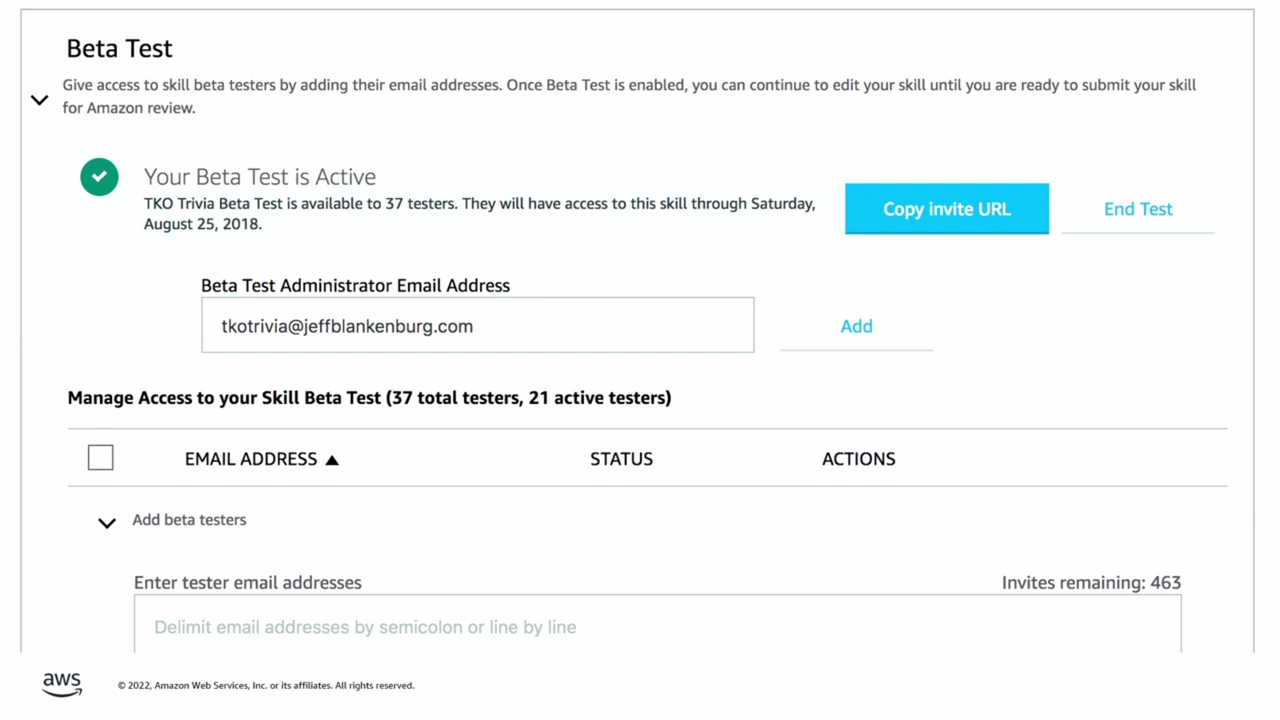 Beta Test
Give access to skill beta testers by adding their email addresses. Once Beta Test is enabled, you can continue to edit your skill until you are ready to submit your skill
for Amazon review.
Your Beta Test is Active
TKO Trivia Beta Test is available to 37 testers. They will have access to this skill through Saturday,
August 25, 2018.
Copy invite URL
End Test
Beta Test Administrator Email Address
tkotrivia@jeffblankenburg.com
Add
Manage Access to your Skill Beta Test (37 total testers, 21 active testers)
EMAIL ADDRESS ▲ STATUS ACTIONS
Add beta testers
Enter tester email addresses Invites remaining: 463
Delimit email addresses by semicolon or line by line
aws © 2022, Amazon Web Services, Inc. or its affiliates. All rights reserved.